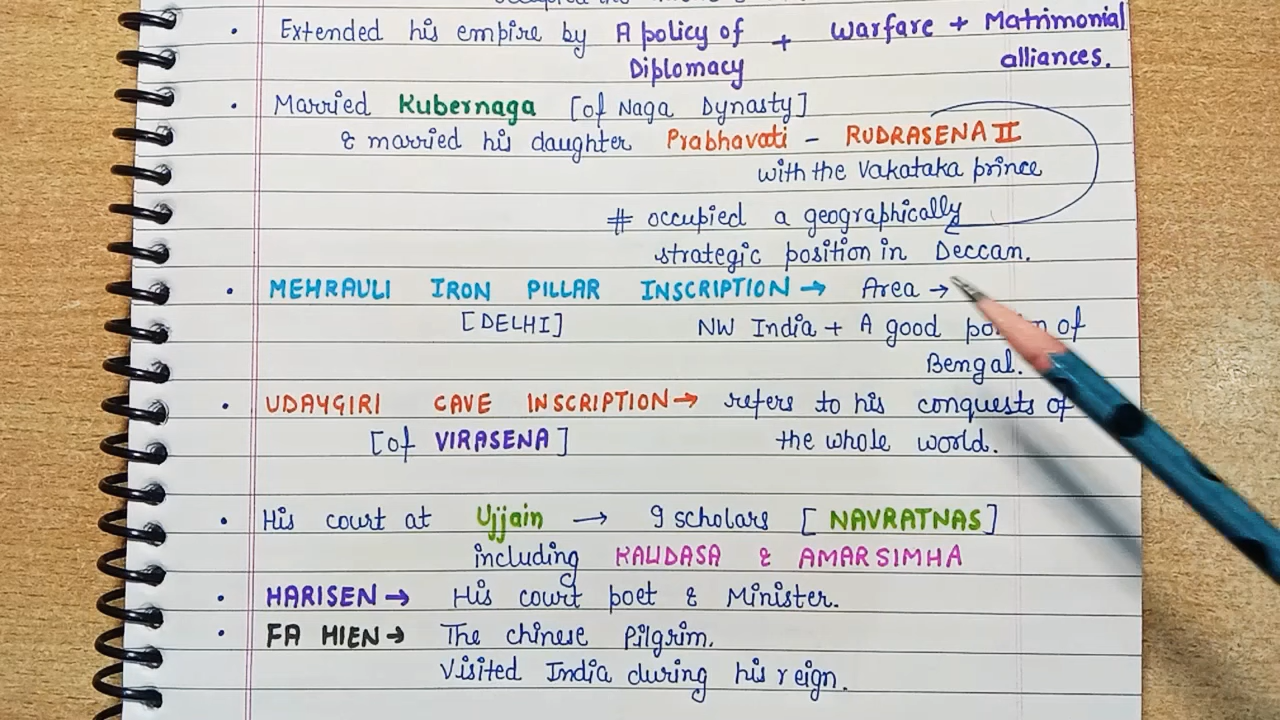 • Extended his empire by A policy of + Warfare + Matrimonial
Diplomacy alliances.
• Married Kubernaga [of Naga Dynasty]
& married his daughter Prabhavati - RUDRASENA II
with the Vakataka prince
# occupied a geographically
strategic position in Deccan.
• MEHRAULI IRON PILLAR INSCRIPTION → Area →
[DELHI] NW India + A good portion of
Bengal.
• UDAYGIRI CAVE INSCRIPTION → refers to his conquests of
[of VIRASENA] the whole world.
• His court at Ujjain → 9 scholars [NAVRATNAS]
including KALIDASA & AMARSIMHA
• HARISEN → His court poet & Minister.
• FA HIEN → The chinese Pilgrim.
Visited India during his reign.